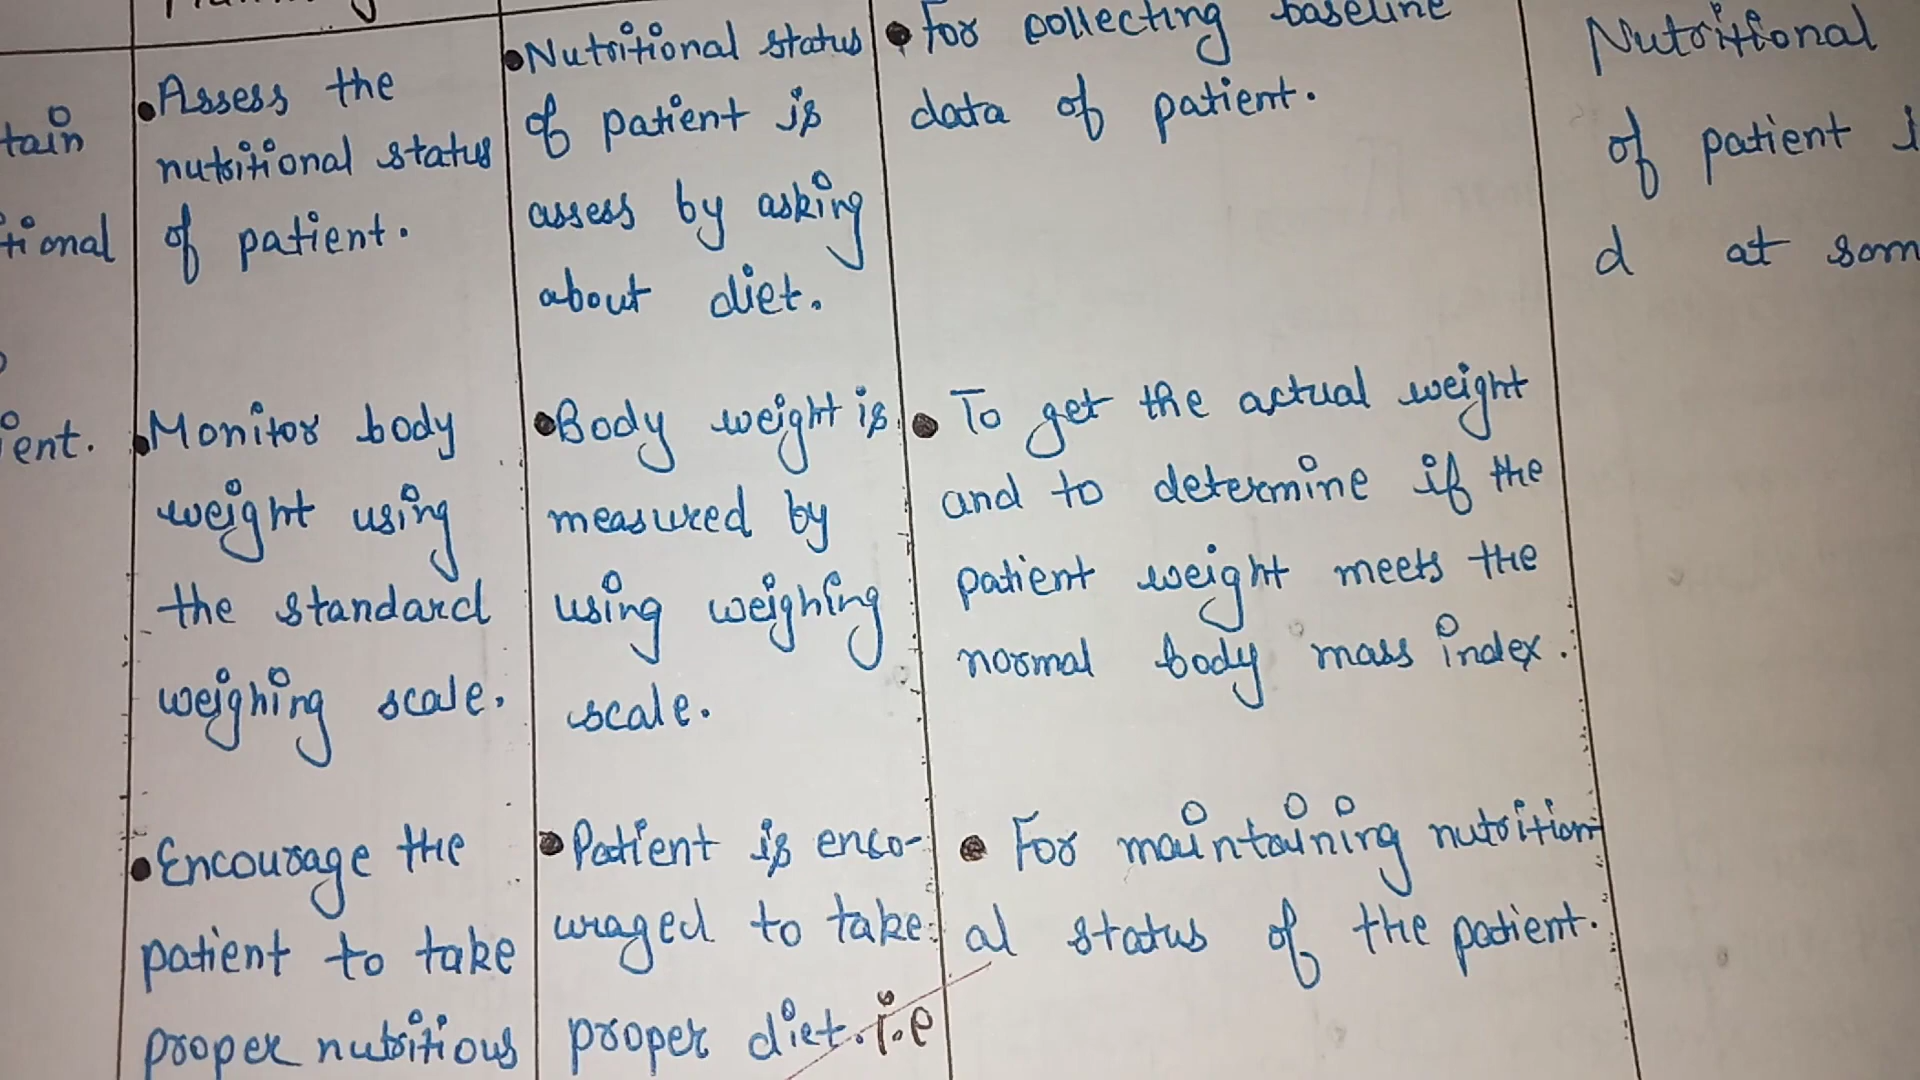 Planning
tain
tional
ient.
•Assess the
nutritional status
of patient.
•Monitor body
weight using
the standard
weighing scale.
•Encourage the
patient to take
proper nutritious
•Nutritional status
of patient is
assess by asking
about diet.
•Body weight is
measured by
using weighing
scale.
•Patient is enco-
uraged to take
proper diet. i.e
• For collecting baseline
data of patient.
• To get the actual weight
and to determine if the
patient weight meets the
normal body mass index.
• For maintaining nutrition
al status of the patient.
Nutritional
of patient i
d at som